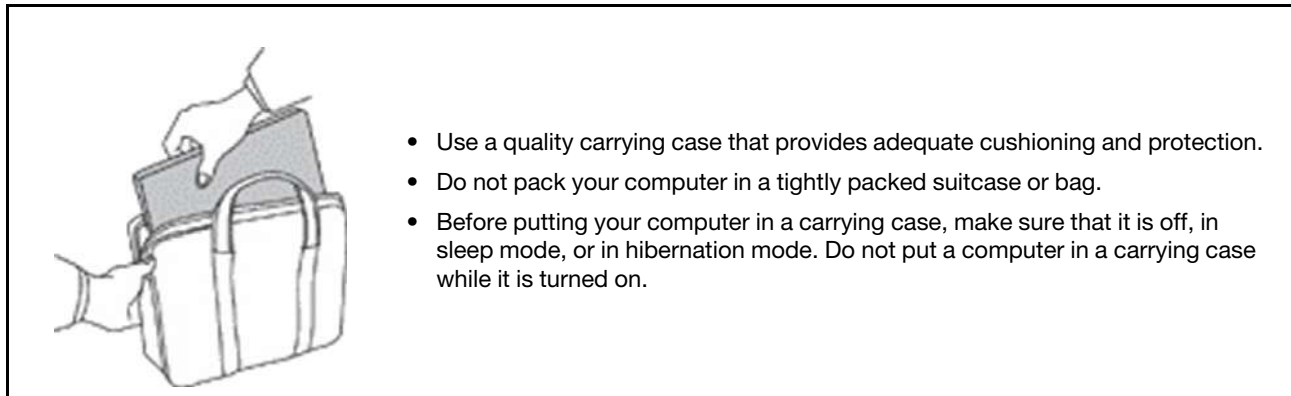 • Use a quality carrying case that provides adequate cushioning and protection.
• Do not pack your computer in a tightly packed suitcase or bag.
• Before putting your computer in a carrying case, make sure that it is off, in
sleep mode, or in hibernation mode. Do not put a computer in a carrying case
while it is turned on.